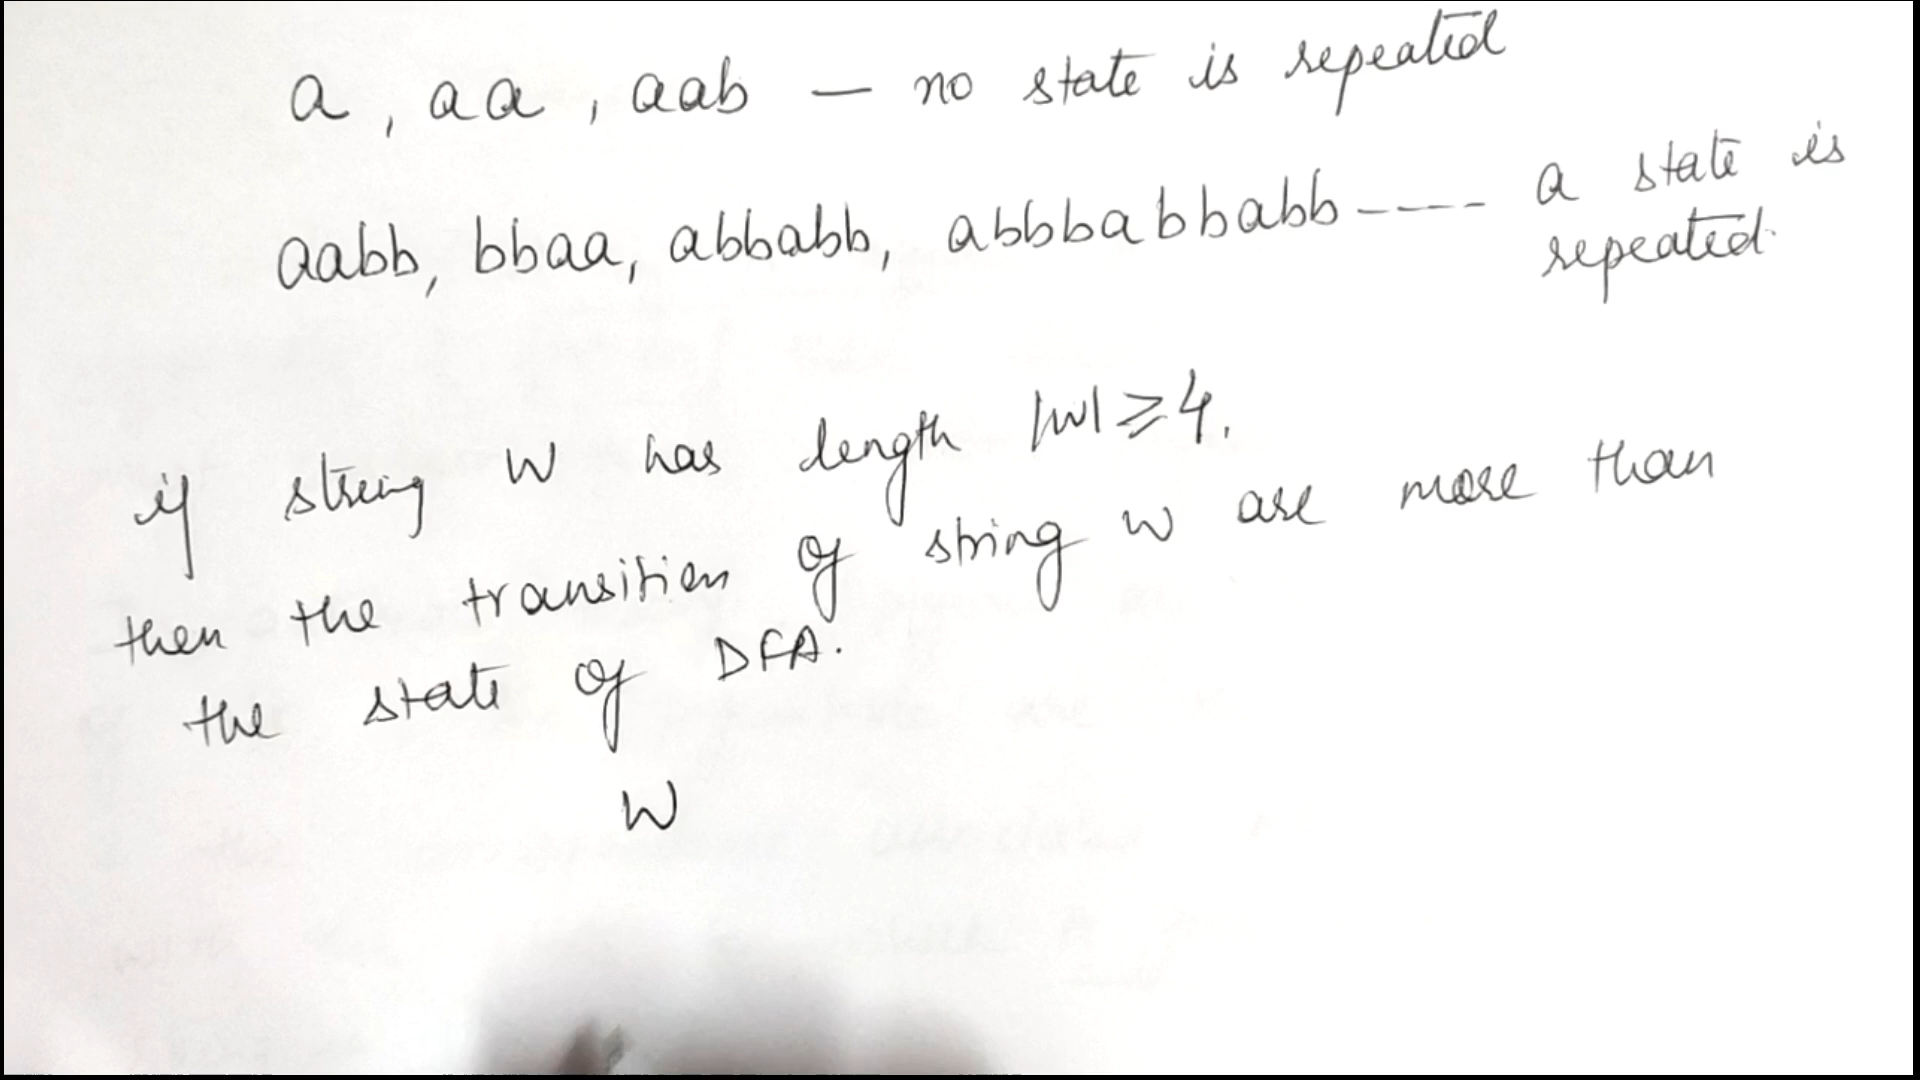 a, aa, aab — no state is repeated
aabb, bbaa, abbabb, abbbabbabb ---- a state is
repeated.
if string W has length |w| ≥ 4,
then the transition of string w are more than
the state of DFA.
W